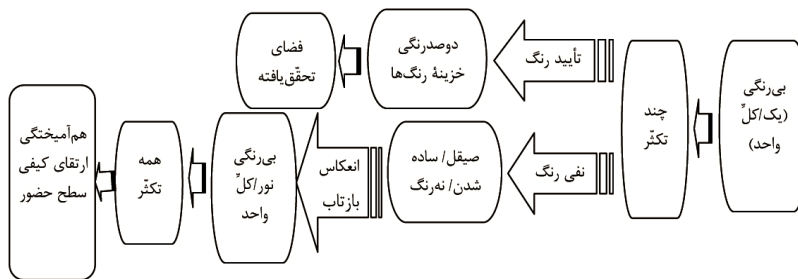 بی‌رنگی
(یک/کلِّ
واحد)
چند
تکثّر
تأیید رنگ
دوصدرنگی
خزینۀ رنگ‌ها
فضای
تحقّق‌یافته
نفی رنگ
صیقل/ ساده
شدن/ نه‌رنگ
انعکاس
بازتاب
بی‌رنگی
نور/کلِّ
واحد
همه
تکثّر
هم‌آمیختگی
ارتقای کیفی
سطح حضور